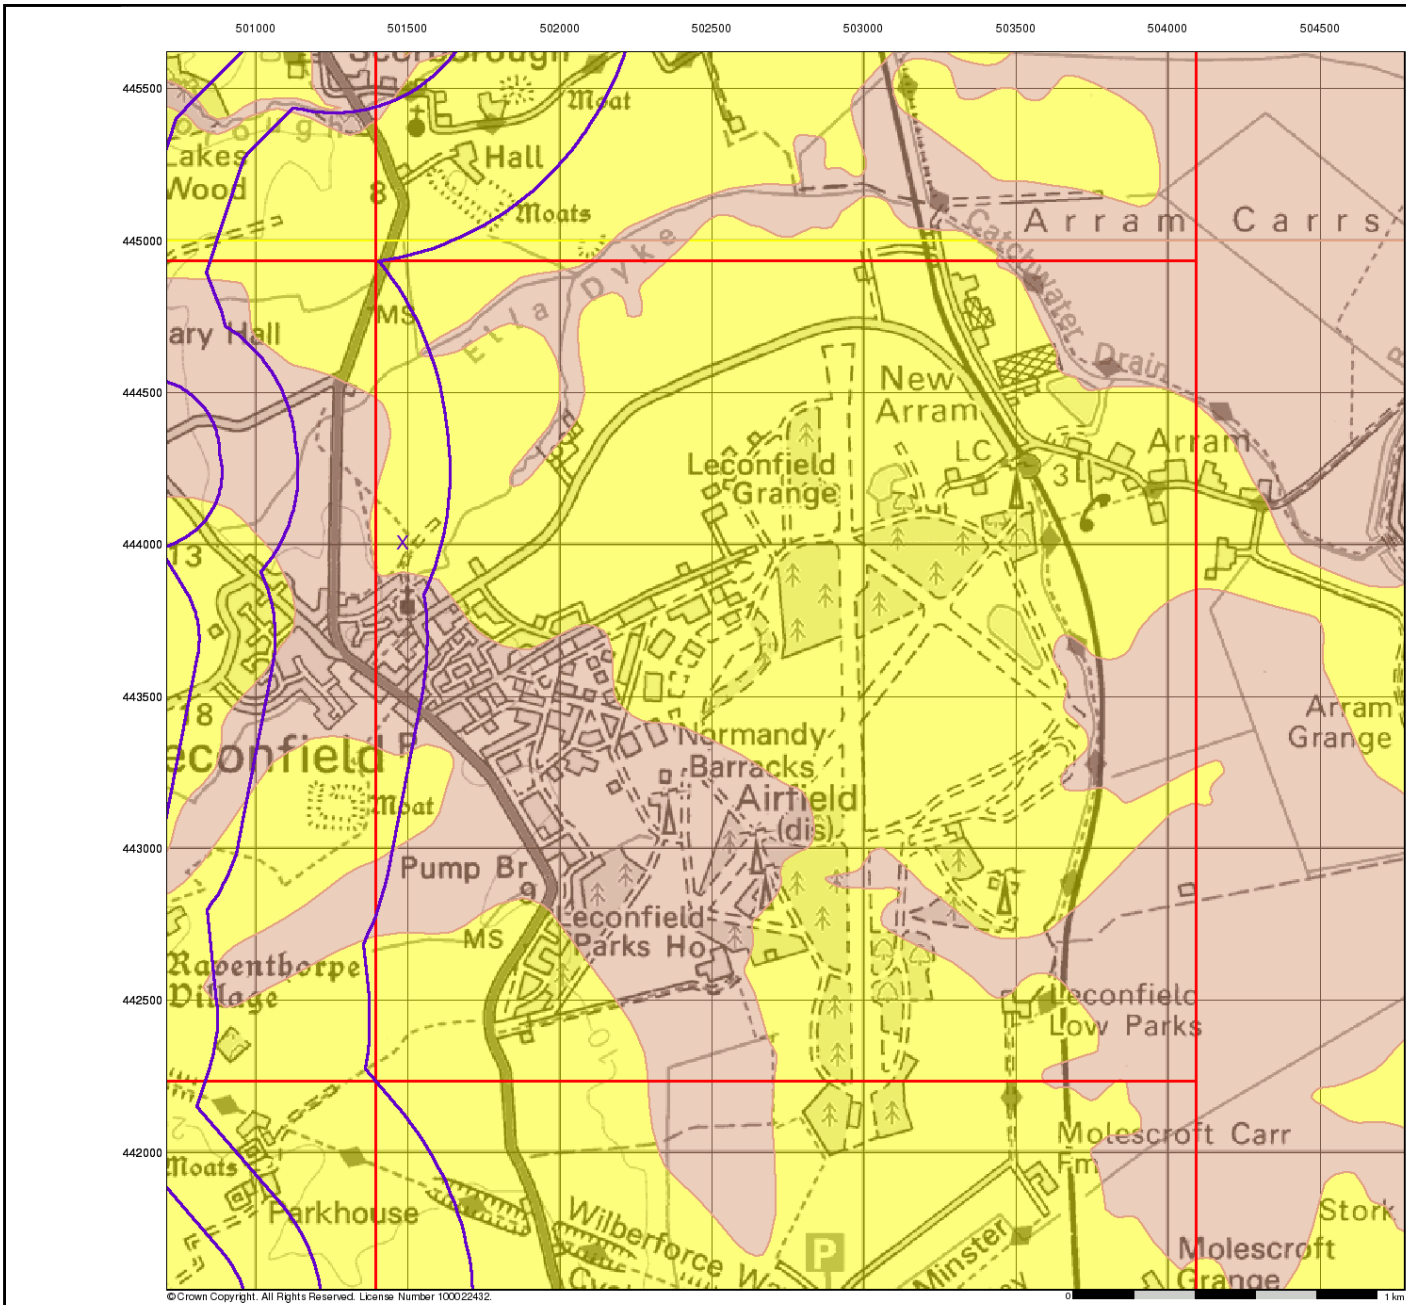 501000 501500 502000 502500 503000 503500 504000 504500
445500
445000
444500
444000
443500
443000
442500
442000
Scorborough
Moat
Lakes
Wood
Hall
8
Moats
Arram Carrs
Catchwater Drain
Ella Dyke
MS
ary Hall
New
Arram
LC
3
Arram
Leconfield
Grange
13
X
18
econfield
P
Moat
Normandy
Barracks
Airfield
(dis)
Arram
Grange
Pump Br
9
Leconfield
Parks Ho
MS
Raventhorpe
Village
10
Leconfield
Low Parks
Molescroft Carr
Fm
Moats
Parkhouse
Wilberforce Wa
P
Minster
Stork
Molescroft
Grange
© Crown Copyright. All Rights Reserved. License Number 100022432.
0 1 km